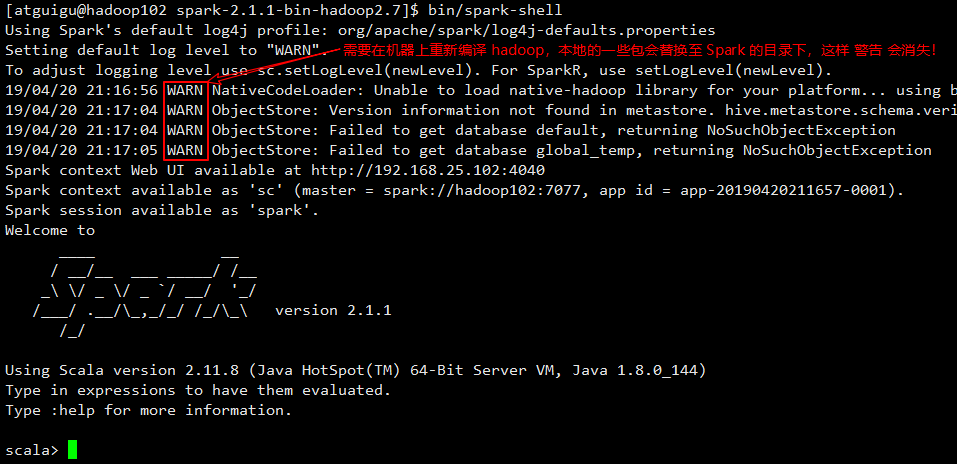 [atguigu@hadoop102 spark-2.1.1-bin-hadoop2.7]$ bin/spark-shell
Using Spark's default log4j profile: org/apache/spark/log4j-defaults.properties
Setting default log level to "WARN". 需要在机器上重新编译 hadoop，本地的一些包会替换至 Spark 的目录下，这样 警告 会消失！
To adjust logging level use sc.setLogLevel(newLevel). For SparkR, use setLogLevel(newLevel).
19/04/20 21:16:56 WARN NativeCodeLoader: Unable to load native-hadoop library for your platform... using b
19/04/20 21:17:04 WARN ObjectStore: Version information not found in metastore. hive.metastore.schema.veri
19/04/20 21:17:04 WARN ObjectStore: Failed to get database default, returning NoSuchObjectException
19/04/20 21:17:05 WARN ObjectStore: Failed to get database global_temp, returning NoSuchObjectException
Spark context Web UI available at http://192.168.25.102:4040
Spark context available as 'sc' (master = spark://hadoop102:7077, app id = app-20190420211657-0001).
Spark session available as 'spark'.
Welcome to
Spark version 2.1.1
Using Scala version 2.11.8 (Java HotSpot(TM) 64-Bit Server VM, Java 1.8.0_144)
Type in expressions to have them evaluated.
Type :help for more information.
scala>